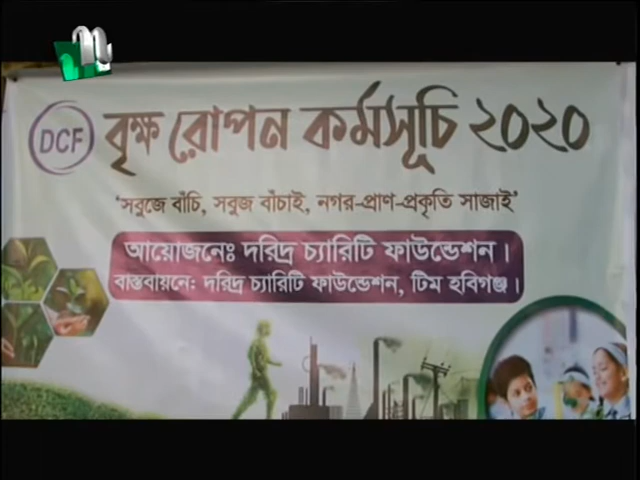 DCF
বৃক্ষ রোপন কর্মসূচি ২০২০
‘সবুজে বাঁচি, সবুজ বাঁচাই, নগর-প্রাণ-প্রকৃতি সাজাই’
আয়োজনেঃ দরিদ্র চ্যারিটি ফাউন্ডেশন।
বাস্তবায়নে: দরিদ্র চ্যারিটি ফাউন্ডেশন, টিম হবিগঞ্জ।